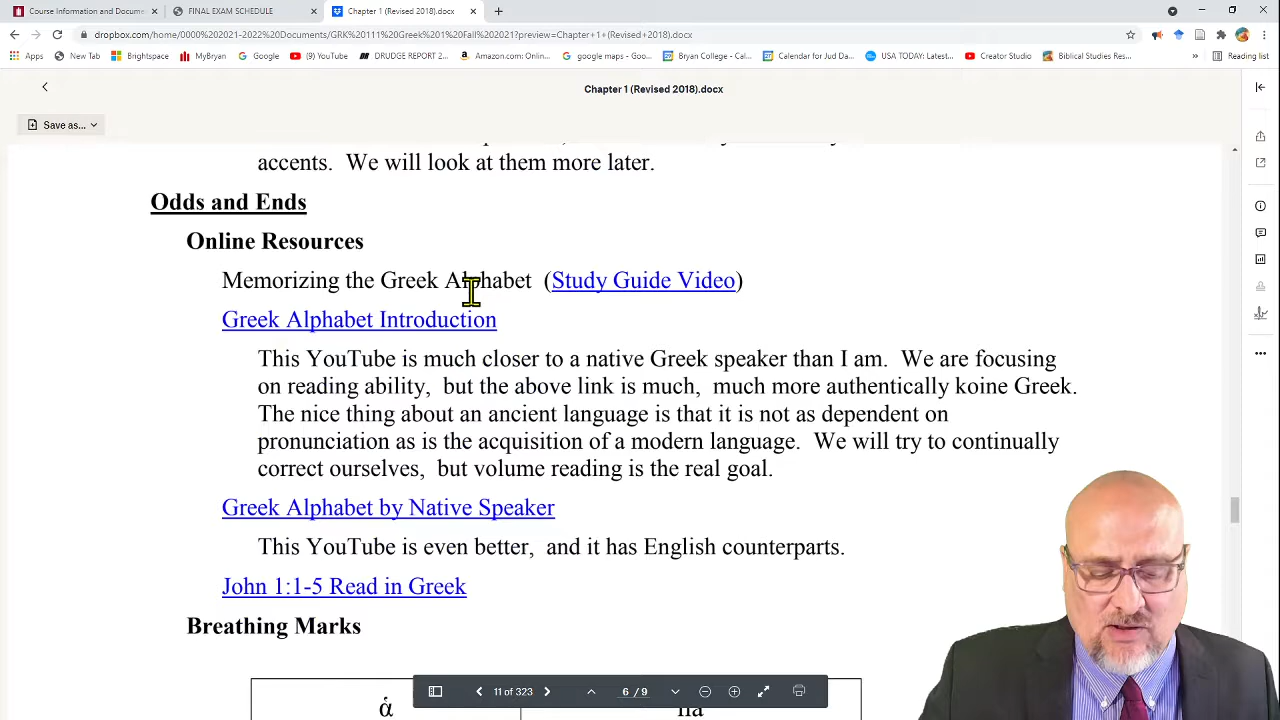 Course Information and Docume
FINAL EXAM SCHEDULE
Chapter 1 (Revised 2018).docx
dropbox.com/home/0000%202021-2022%20Documents/GRK%20111%20Greek%201%20Fall%202021?preview=Chapter+1+(Revised+2018).docx
Apps
New Tab
Brightspace
MyBryan
Google
(9) YouTube
DRUDGE REPORT 2...
Amazon.com: Onlin...
google maps - Goo...
Bryan College - Cal...
Calendar for Jud Da...
USA TODAY: Latest...
Creator Studio
Biblical Studies Res...
»
Reading list
Chapter 1 (Revised 2018).docx
Save as...
accents. We will look at them more later.
Odds and Ends
Online Resources
Memorizing the Greek Alphabet (Study Guide Video)
Greek Alphabet Introduction
This YouTube is much closer to a native Greek speaker than I am. We are focusing
on reading ability, but the above link is much, much more authentically koine Greek.
The nice thing about an ancient language is that it is not as dependent on
pronunciation as is the acquisition of a modern language. We will try to continually
correct ourselves, but volume reading is the real goal.
Greek Alphabet by Native Speaker
This YouTube is even better, and it has English counterparts.
John 1:1-5 Read in Greek
Breathing Marks
11 of 323
6 / 9